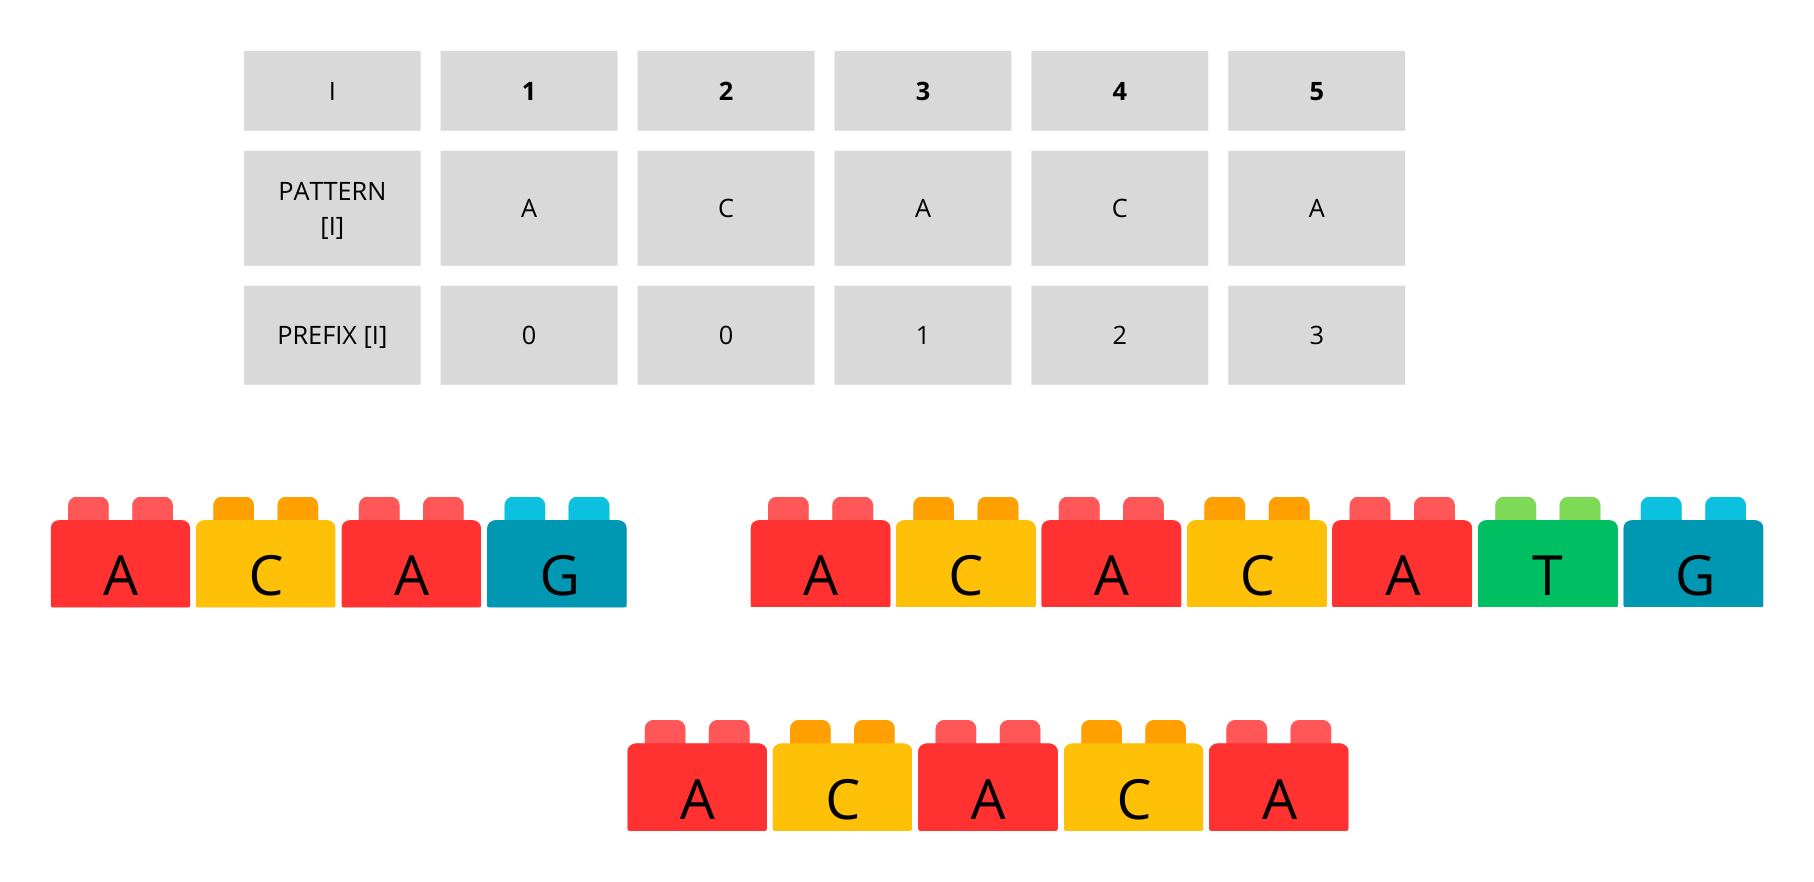 I 1 2 3 4 5
PATTERN
[I] A C A C A
PREFIX [I] 0 0 1 2 3
A C A G A C A C A T G
A C A C A